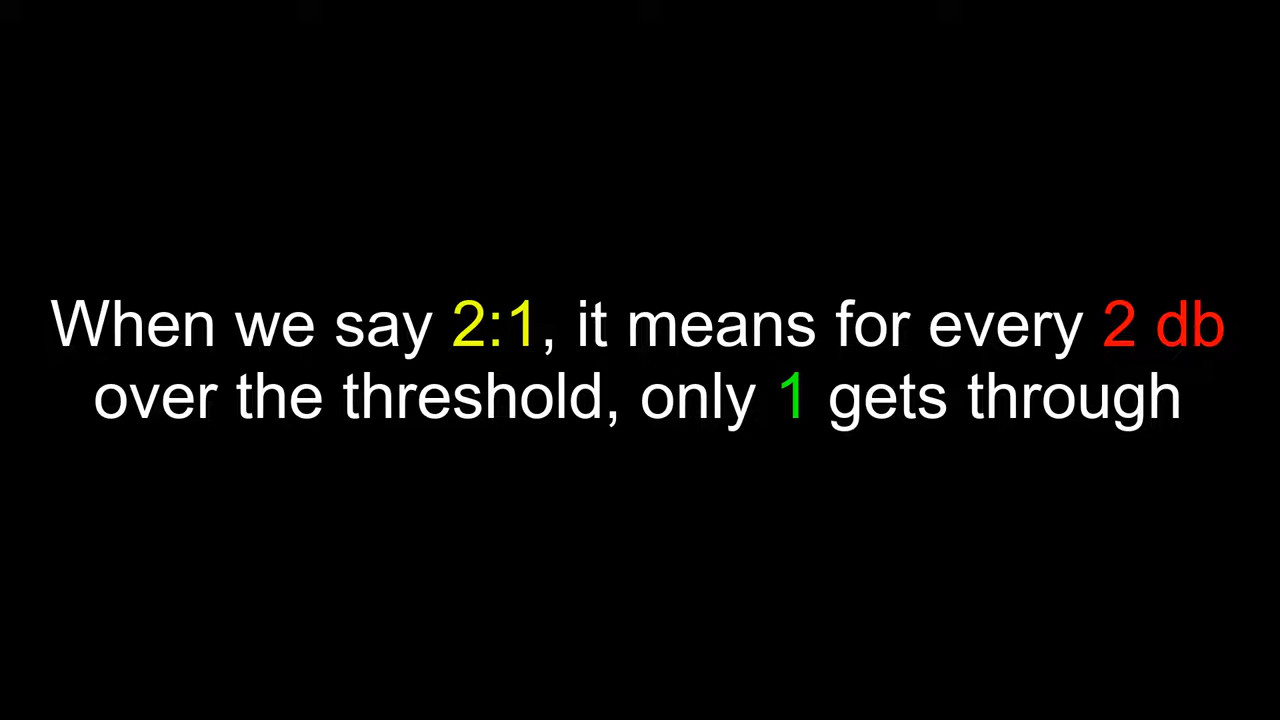 When we say 2:1, it means for every 2 db
over the threshold, only 1 gets through